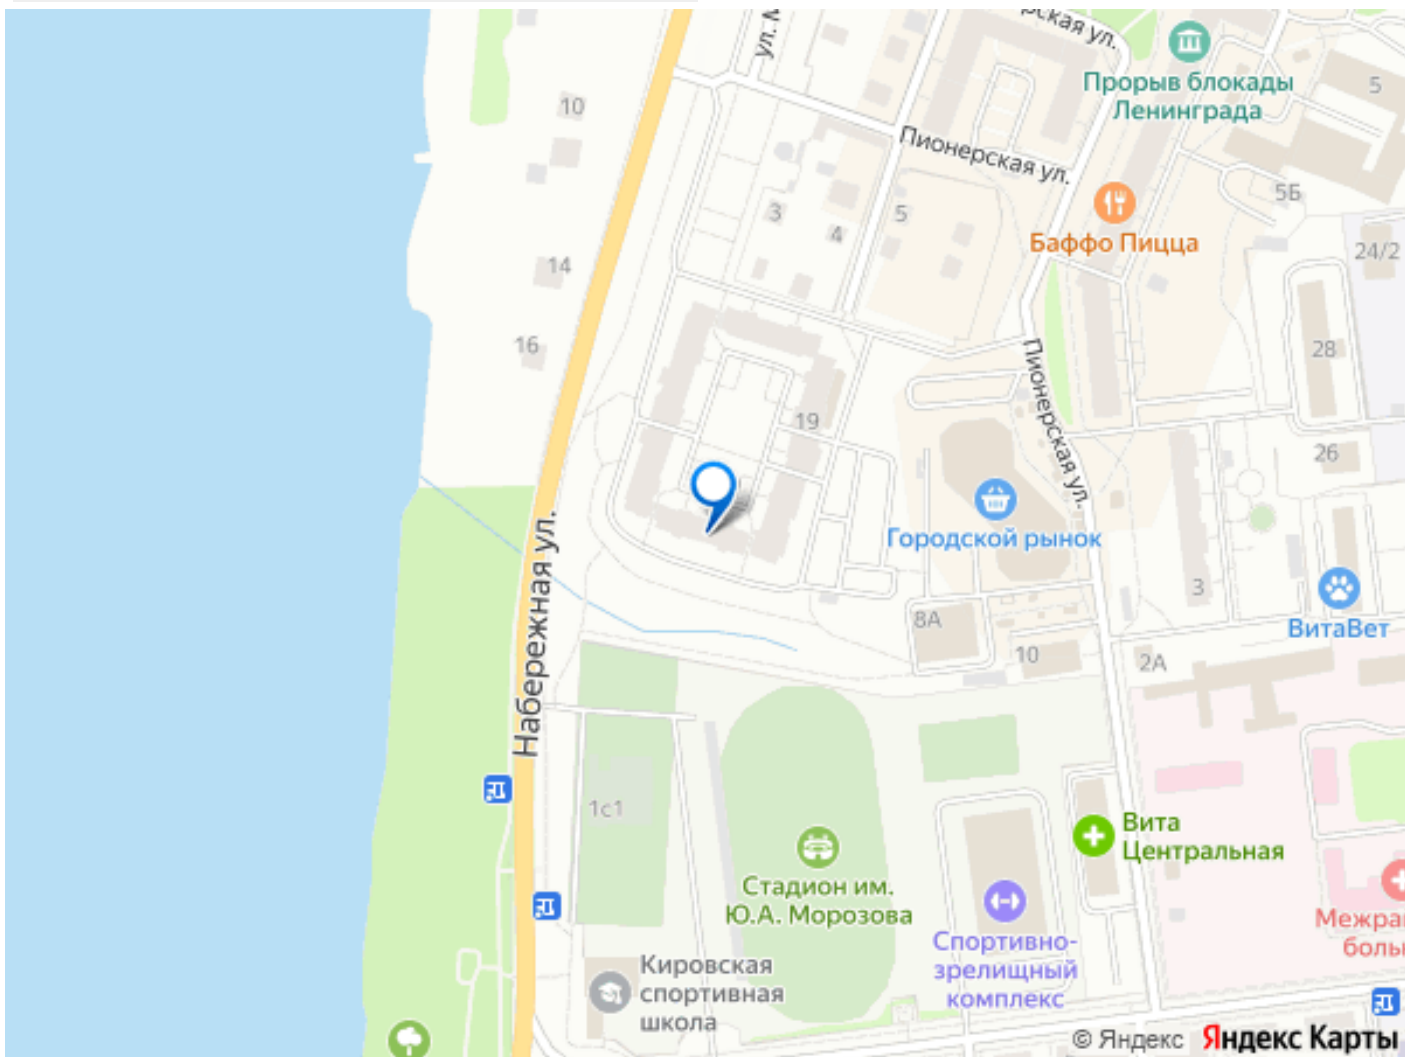 Прорыв блокады
Ленинграда
5
10
Пионерская ул.
5Б
3
5
4
Баффо Пицца
24/2
14
16
28
Пионерская ул.
19
26
Городской рынок
Набережная ул.
3
8А
ВитаВет
10
2А
1с1
Вита
Центральная
Стадион им.
Ю.А. Морозова
Спортивно-
зрелищный
комплекс
Кировская
спортивная
школа
© Яндекс Яндекс Карты